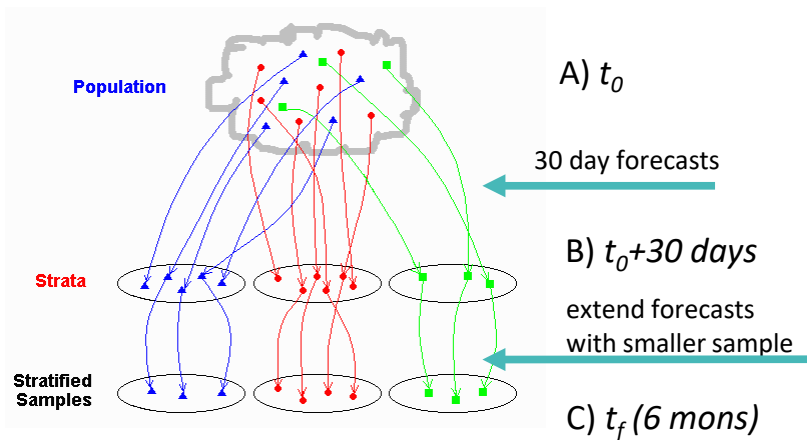 Population
A) t0
30 day forecasts
Strata
B) t0+30 days
extend forecasts
with smaller sample
Stratified
Samples
C) tf (6 mons)